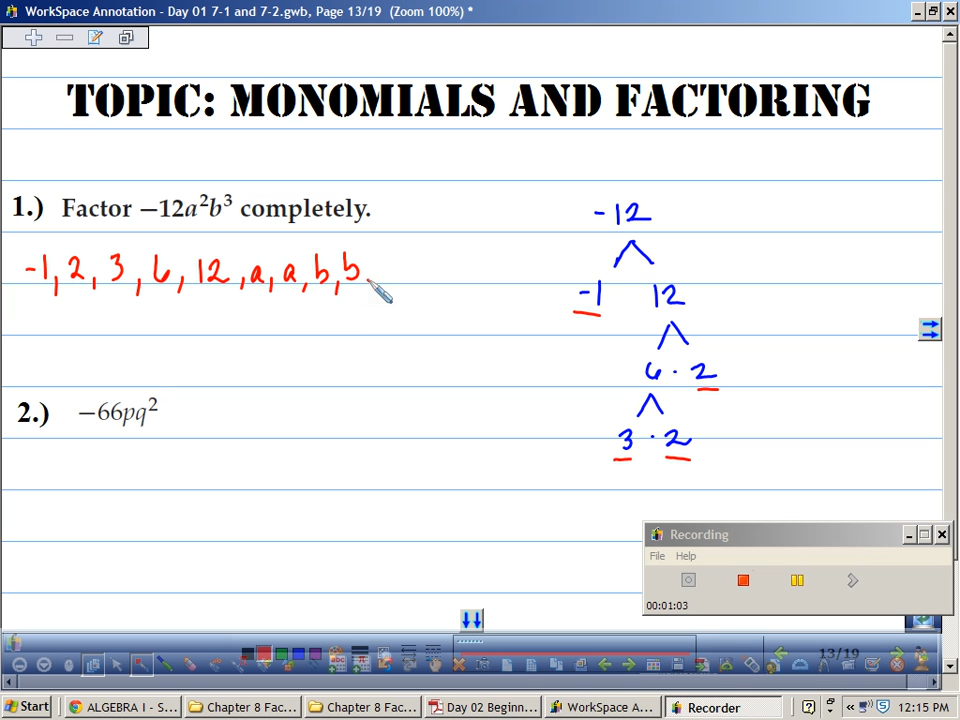 WorkSpace Annotation - Day 01 7-1 and 7-2.gwb, Page 13/19 (Zoom 100%) *
TOPIC: MONOMIALS AND FACTORING
1.) Factor −12a²b³ completely.
-12
-1, 2, 3, 6, 12, a, a, b, b,
-1 12
6 · 2
2.) −66pq²
3 · 2
Recording
File Help
00:01:03
13/19
Start
ALGEBRA I - S...
Chapter 8 Fac...
Chapter 8 Fac...
Day 02 Beginn...
WorkSpace A...
Recorder
12:15 PM